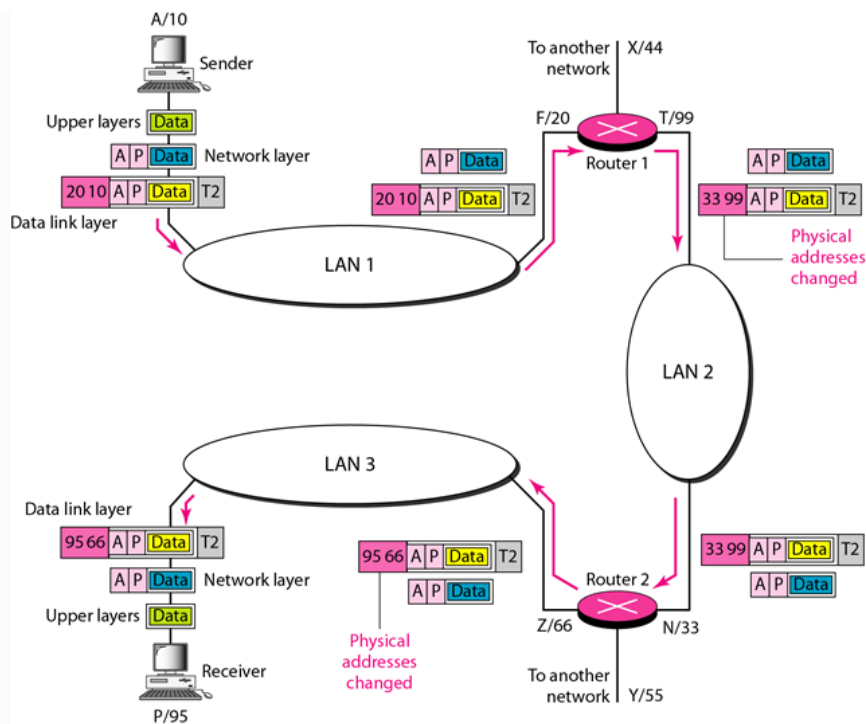 A/10
Sender
To another
network
X/44
F/20
T/99
Router 1
Upper layers
Data
A P Data
Network layer
20 10 A P Data T2
Data link layer
A P Data
20 10 A P Data T2
A P Data
33 99 A P Data T2
Physical
addresses
changed
LAN 1
LAN 2
LAN 3
Data link layer
95 66 A P Data T2
A P Data
Network layer
Upper layers
Data
Receiver
P/95
95 66 A P Data T2
A P Data
Physical
addresses
changed
Router 2
Z/66
N/33
33 99 A P Data T2
A P Data
To another
network
Y/55